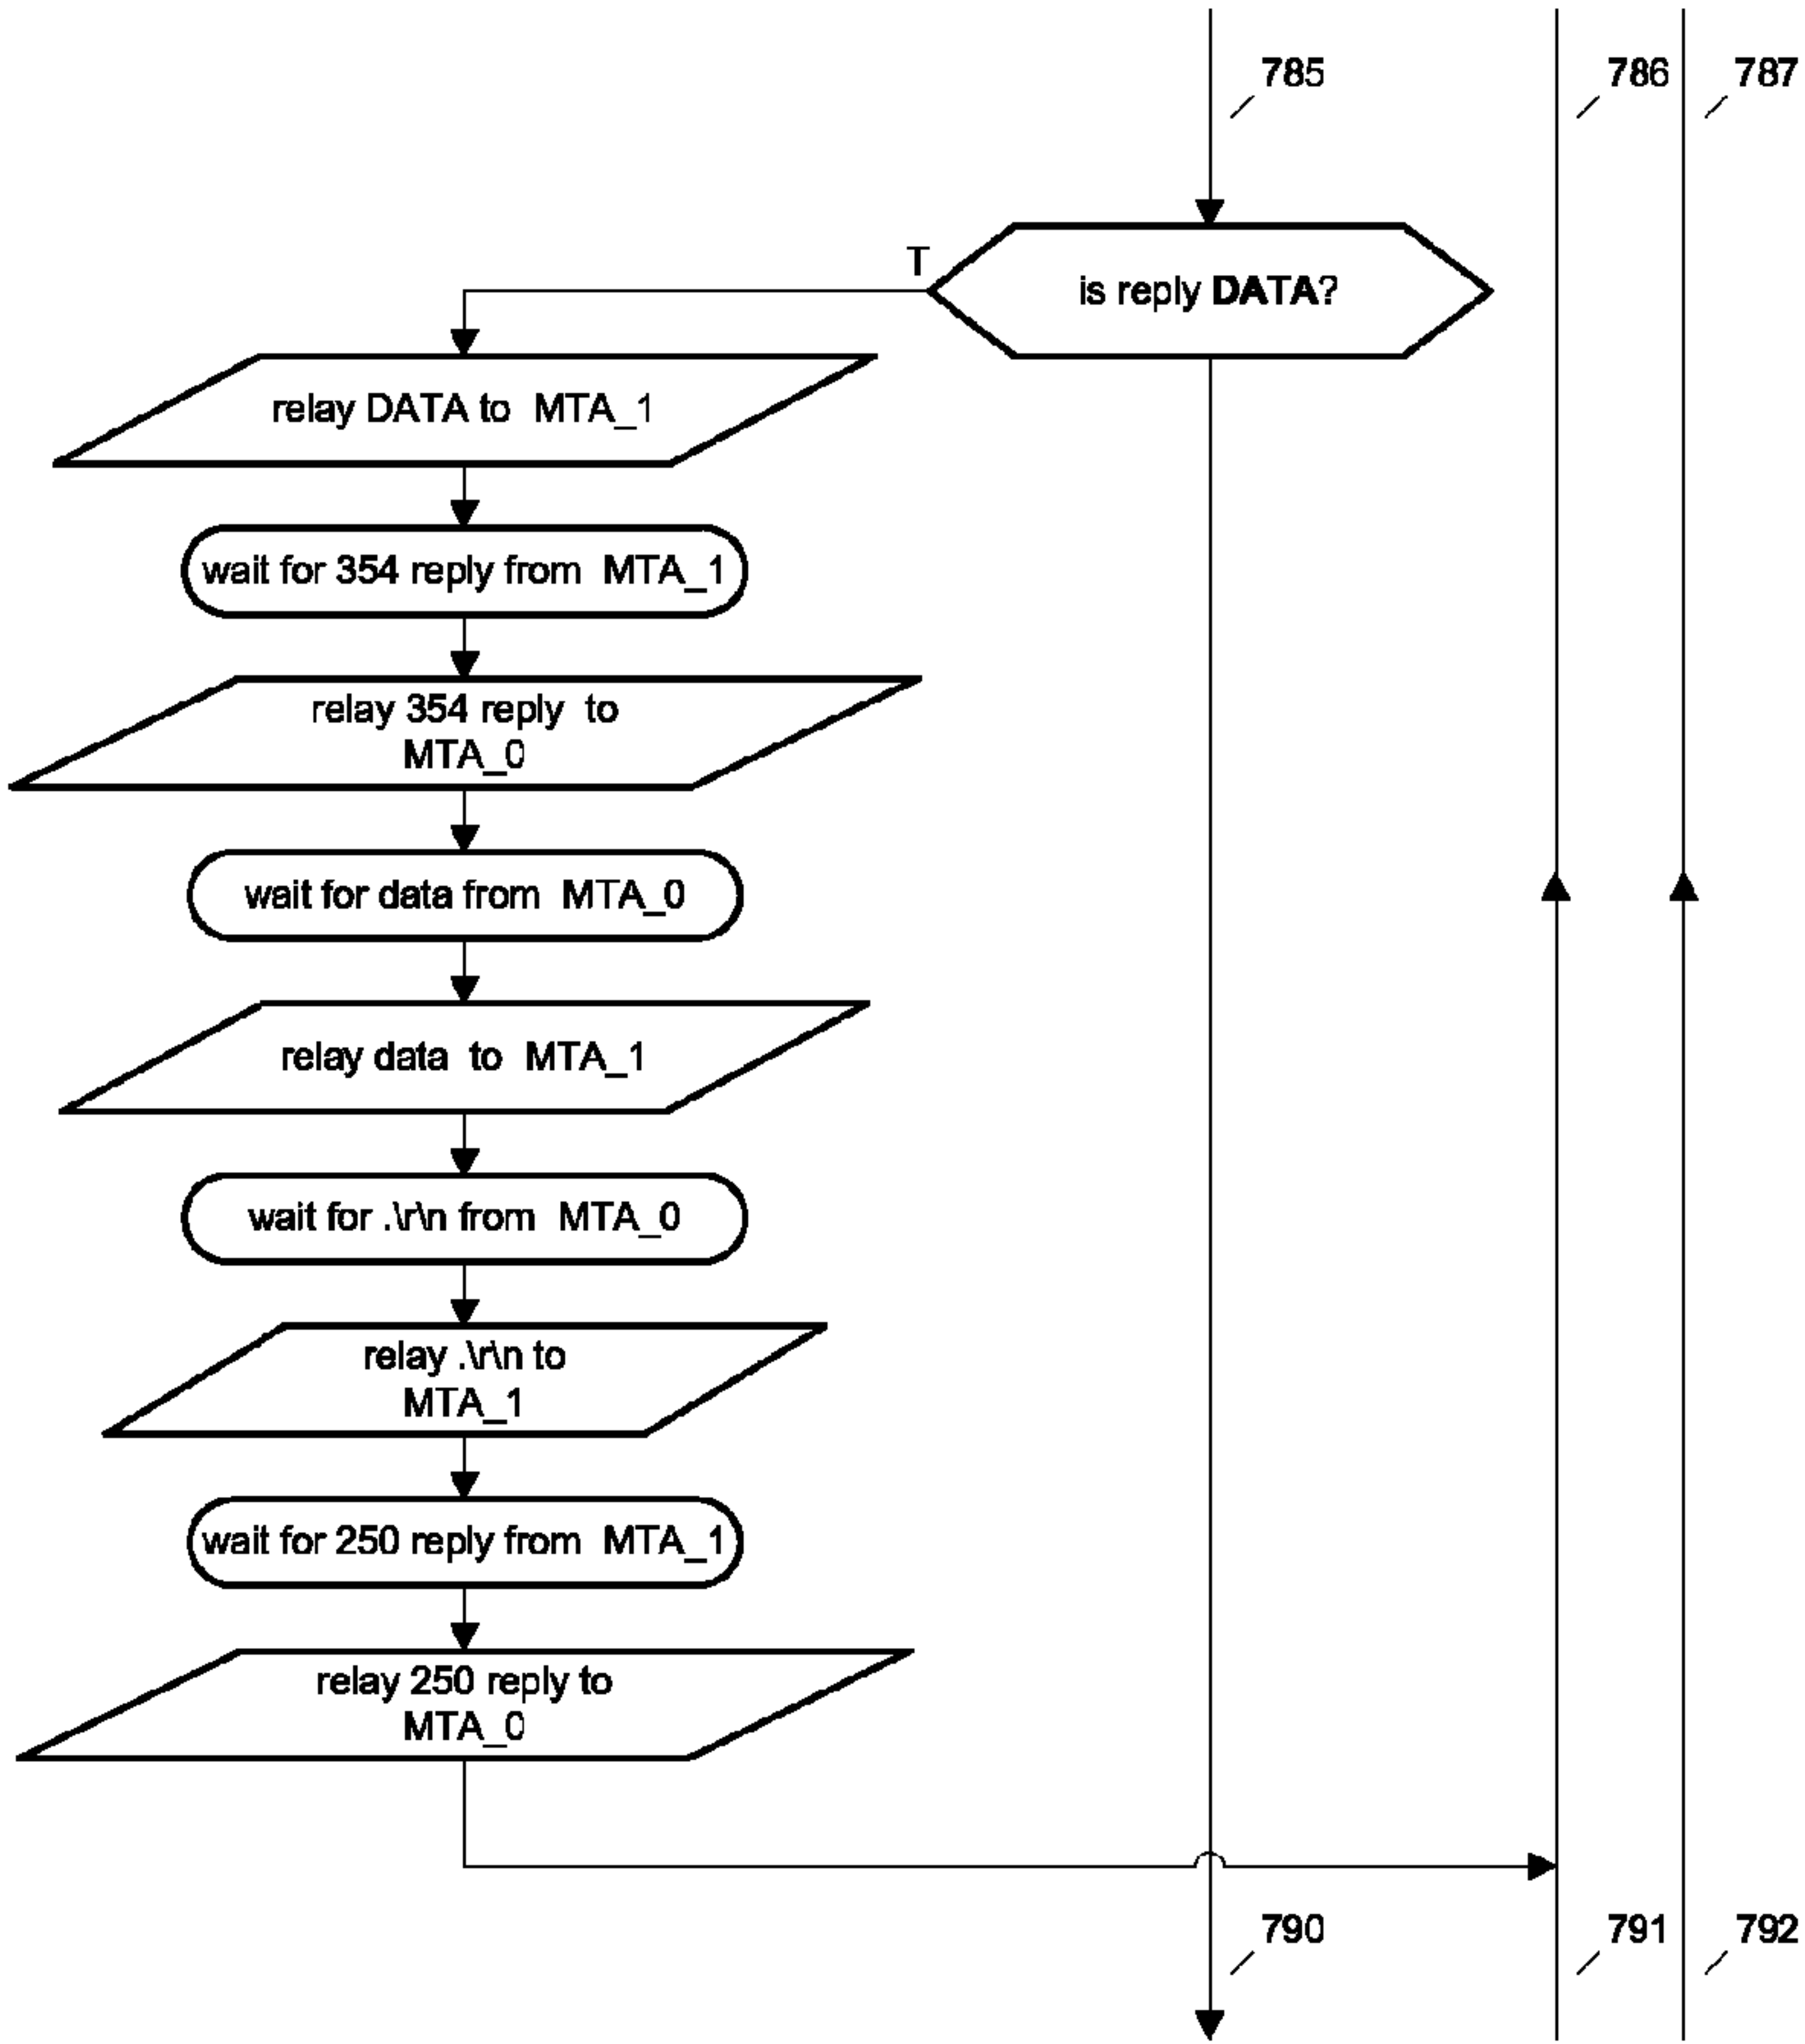 785
786
787
T
is reply DATA?
relay DATA to MTA_1
wait for 354 reply from MTA_1
relay 354 reply to
MTA_0
wait for data from MTA_0
relay data to MTA_1
wait for .\r\n from MTA_0
relay .\r\n to
MTA_1
wait for 250 reply from MTA_1
relay 250 reply to
MTA_0
790
791
792